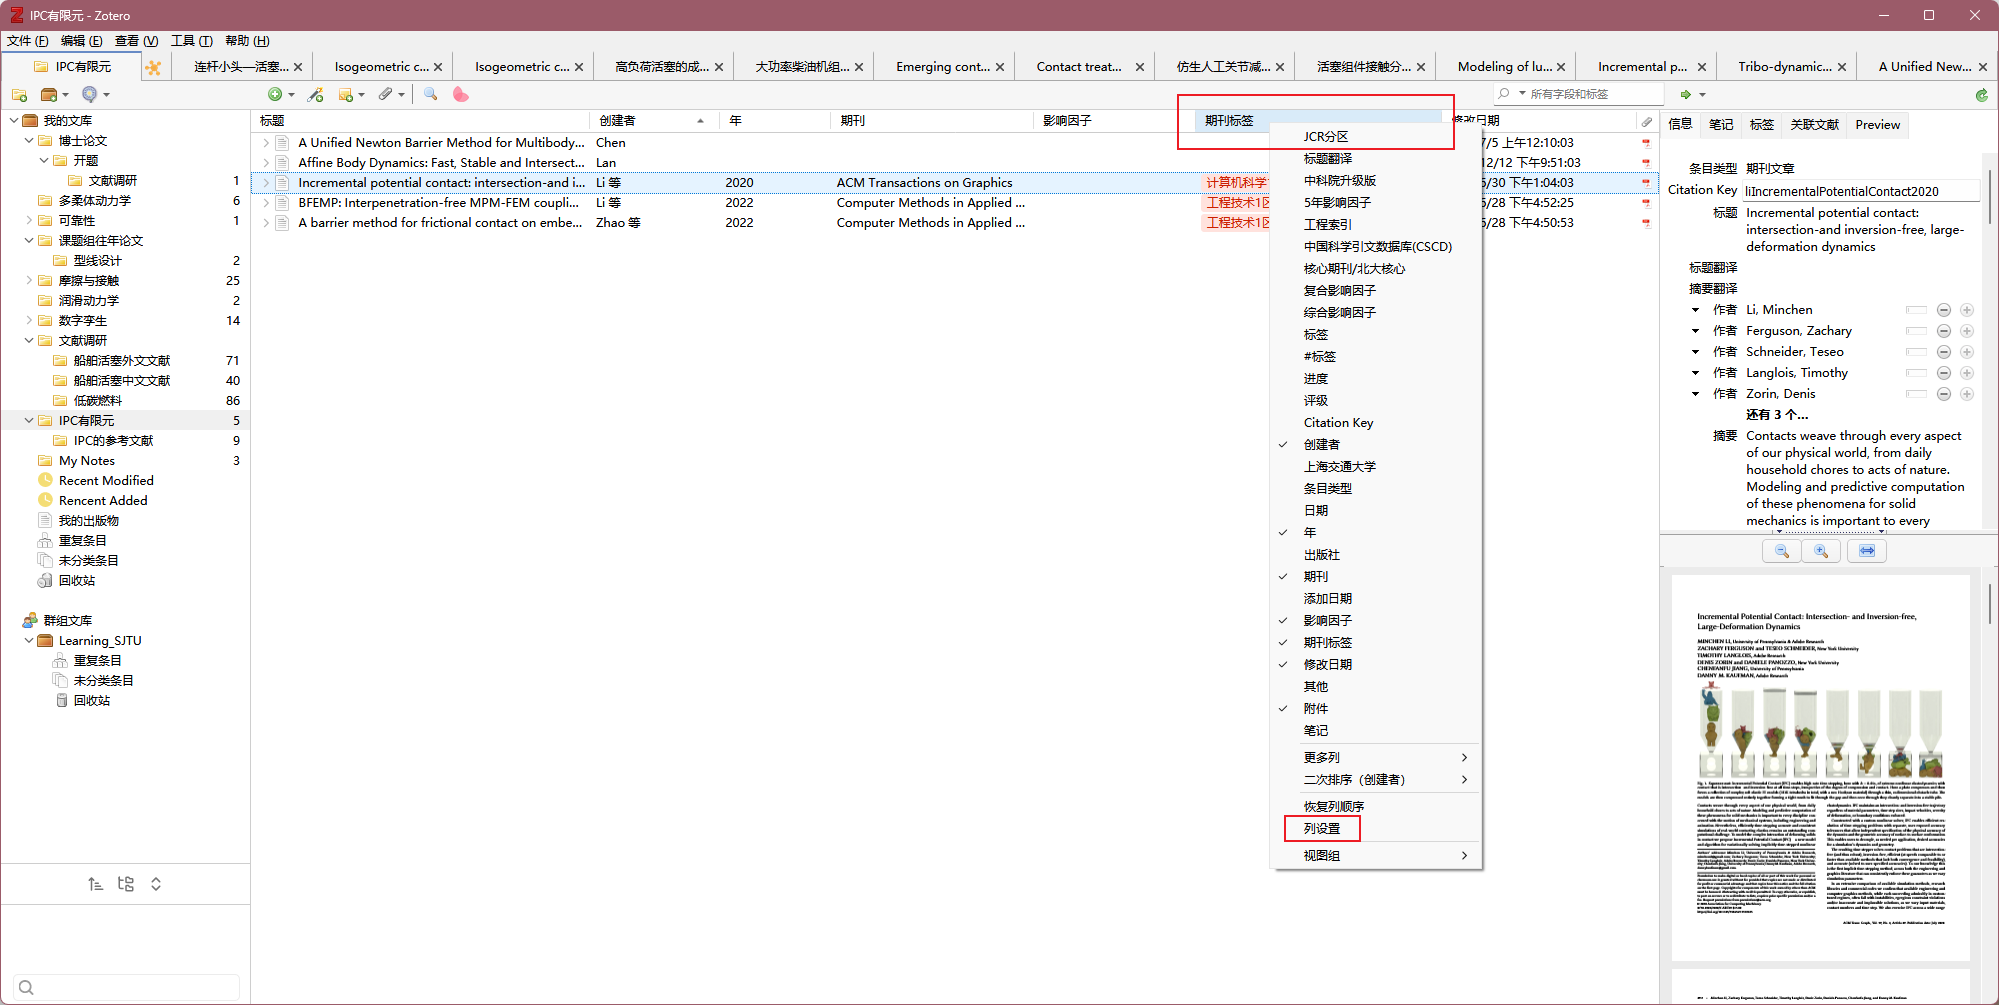 IPC有限元 - Zotero
文件 (F) 编辑 (E) 查看 (V) 工具 (T) 帮助 (H)
IPC有限元 连杆小头—活塞... Isogeometric c... Isogeometric c... 高负荷活塞的成... 大功率柴油机组... Emerging cont... Contact treat... 仿生人工关节减... 活塞组件接触分... Modeling of lu... Incremental p... Tribo-dynamic... A Unified New...
所有字段和标签
我的文库
博士论文
开题
文献调研 1
多柔体动力学 6
可靠性 1
课题组往年论文
型线设计 2
摩擦与接触 25
润滑动力学 2
数字孪生 14
文献调研
船舶活塞外文文献 71
船舶活塞中文文献 40
低碳燃料 86
IPC有限元 5
IPC的参考文献 9
My Notes 3
Recent Modified
Rencent Added
我的出版物
重复条目
未分类条目
回收站
群组文库
Learning_SJTU
重复条目
未分类条目
回收站
标题 创建者 年 期刊 影响因子 期刊标签 修改日期
A Unified Newton Barrier Method for Multibody... Chen 7/5 上午12:10:03
Affine Body Dynamics: Fast, Stable and Intersect... Lan 12/12 下午9:51:03
Incremental potential contact: intersection-and i... Li 等 2020 ACM Transactions on Graphics 计算机科学 6/30 下午1:04:03
BFEMP: Interpenetration-free MPM-FEM coupli... Li 等 2022 Computer Methods in Applied ... 工程技术1区 6/28 下午4:52:25
A barrier method for frictional contact on embe... Zhao 等 2022 Computer Methods in Applied ... 工程技术1区 6/28 下午4:50:53
JCR分区
标题翻译
中科院升级版
5年影响因子
工程索引
中国科学引文数据库(CSCD)
核心期刊/北大核心
复合影响因子
综合影响因子
标签
#标签
进度
评级
Citation Key
创建者
上海交通大学
条目类型
日期
年
出版社
期刊
添加日期
影响因子
期刊标签
修改日期
其他
附件
笔记
更多列
二次排序（创建者）
恢复列顺序
列设置
视图组
信息 笔记 标签 关联文献 Preview
条目类型 期刊文章
Citation Key liIncrementalPotentialContact2020
标题 Incremental potential contact:
intersection-and inversion-free, large-
deformation dynamics
标题翻译
摘要翻译
作者 Li, Minchen
作者 Ferguson, Zachary
作者 Schneider, Teseo
作者 Langlois, Timothy
作者 Zorin, Denis
还有 3 个...
摘要 Contacts weave through every aspect
of our physical world, from daily
household chores to acts of nature.
Modeling and predictive computation
of these phenomena for solid
mechanics is important to every
Incremental Potential Contact: Intersection- and Inversion-free,
Large-Deformation Dynamics
MINCHEN LI, University of Pennsylvania & Adobe Research
ZACHARY FERGUSON and TESEO SCHNEIDER, New York University
TIMOTHY LANGLOIS, Adobe Research
DENIS ZORIN and DANIELE PANOZZO, New York University
CHENFANFU JIANG, University of Pennsylvania
DANNY M. KAUFMAN, Adobe Research